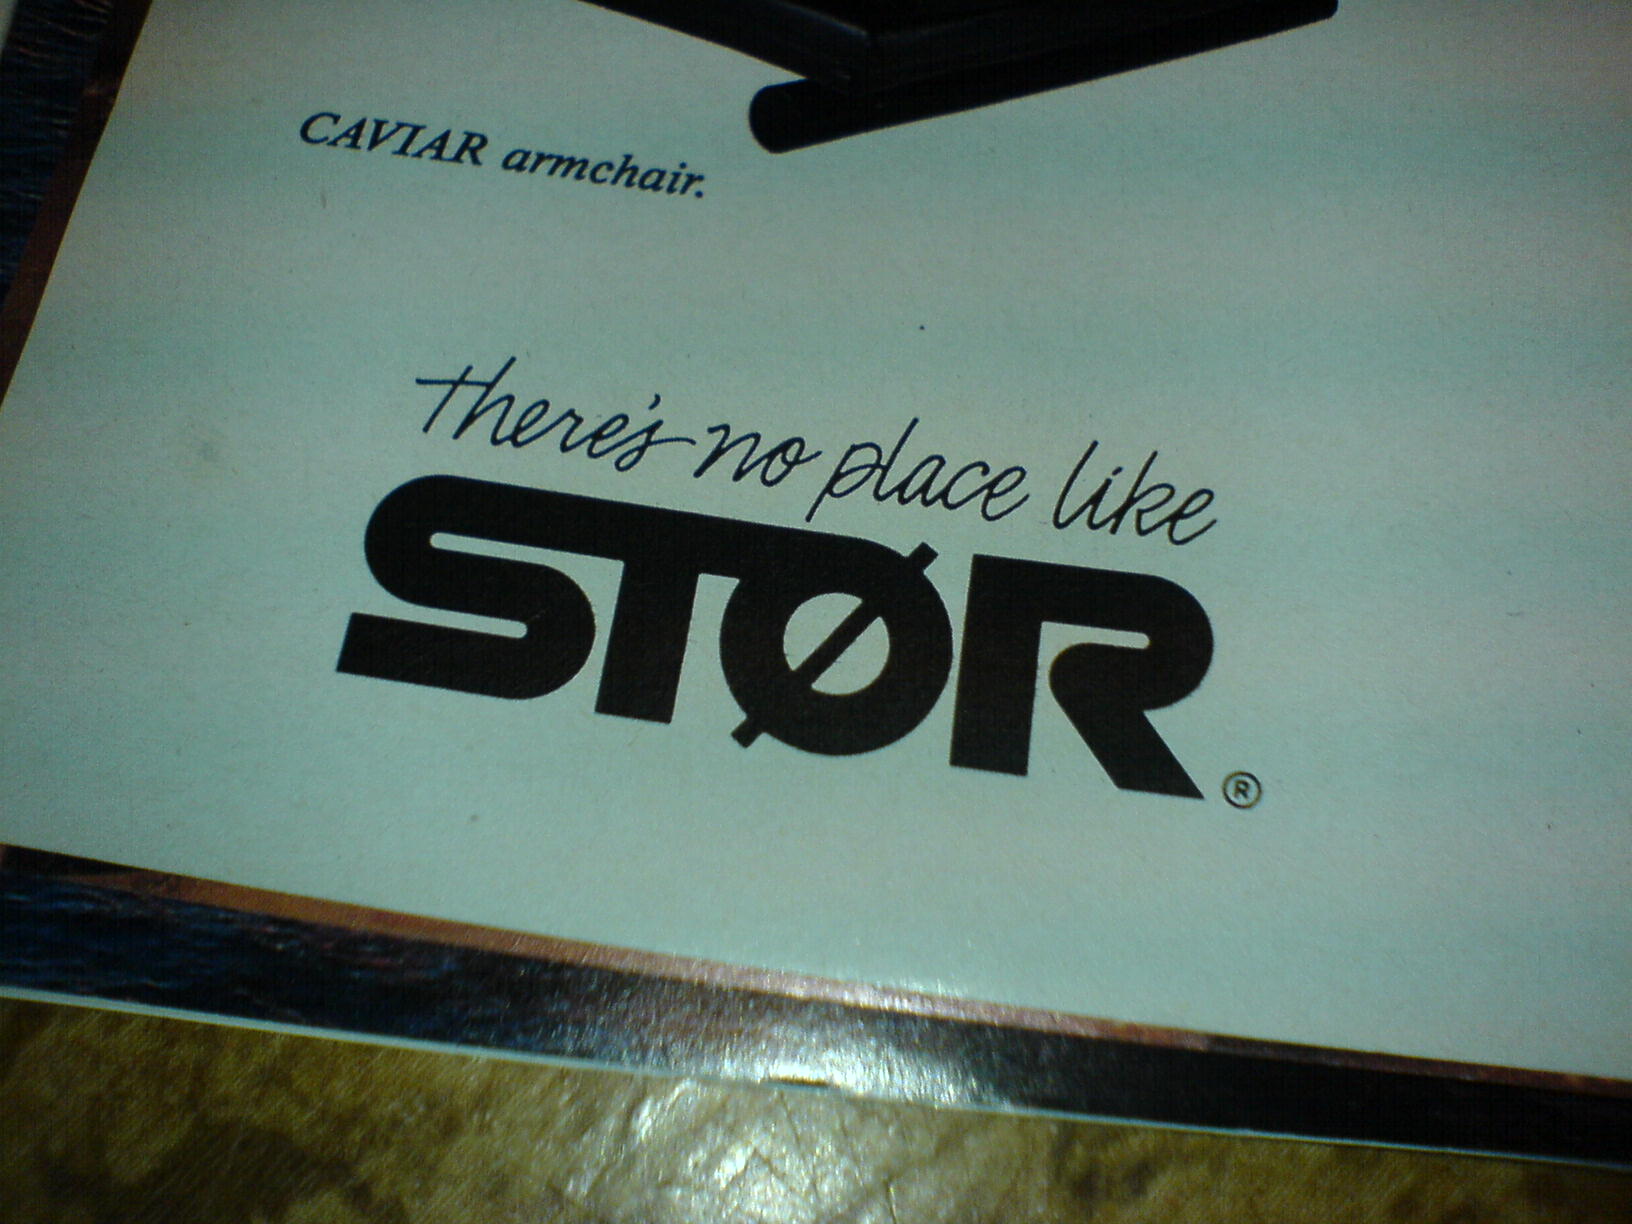 CAVIAR armchair.
there's no place like
STØR®